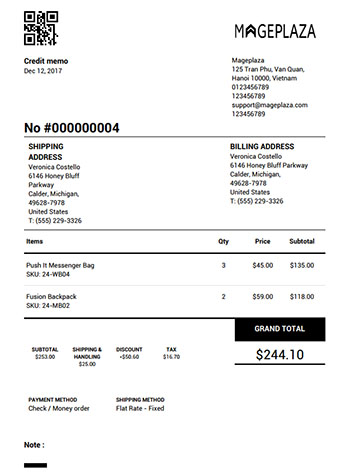 MAGEPLAZA
Credit memo
Dec 12, 2017
Mageplaza
125 Tran Phu, Van Quan,
Hanoi 10000, Vietnam
0123456789
123456789
support@mageplaza.com
123456789
No #000000004
SHIPPING
ADDRESS
Veronica Costello
6146 Honey Bluff
Parkway
Calder, Michigan,
49628-7978
United States
T: (555) 229-3326
BILLING ADDRESS
Veronica Costello
6146 Honey Bluff Parkway
Calder, Michigan, 49628-7978
United States
T: (555) 229-3326
Items Qty Price Subtotal
Push It Messenger Bag 3 $45.00 $135.00
SKU: 24-WB04
Fusion Backpack 2 $59.00 $118.00
SKU: 24-MB02
GRAND TOTAL
$244.10
SUBTOTAL
$253.00
SHIPPING &
HANDLING
$25.00
DISCOUNT
-$50.60
TAX
$16.70
PAYMENT METHOD
Check / Money order
SHIPPING METHOD
Flat Rate - Fixed
Note :